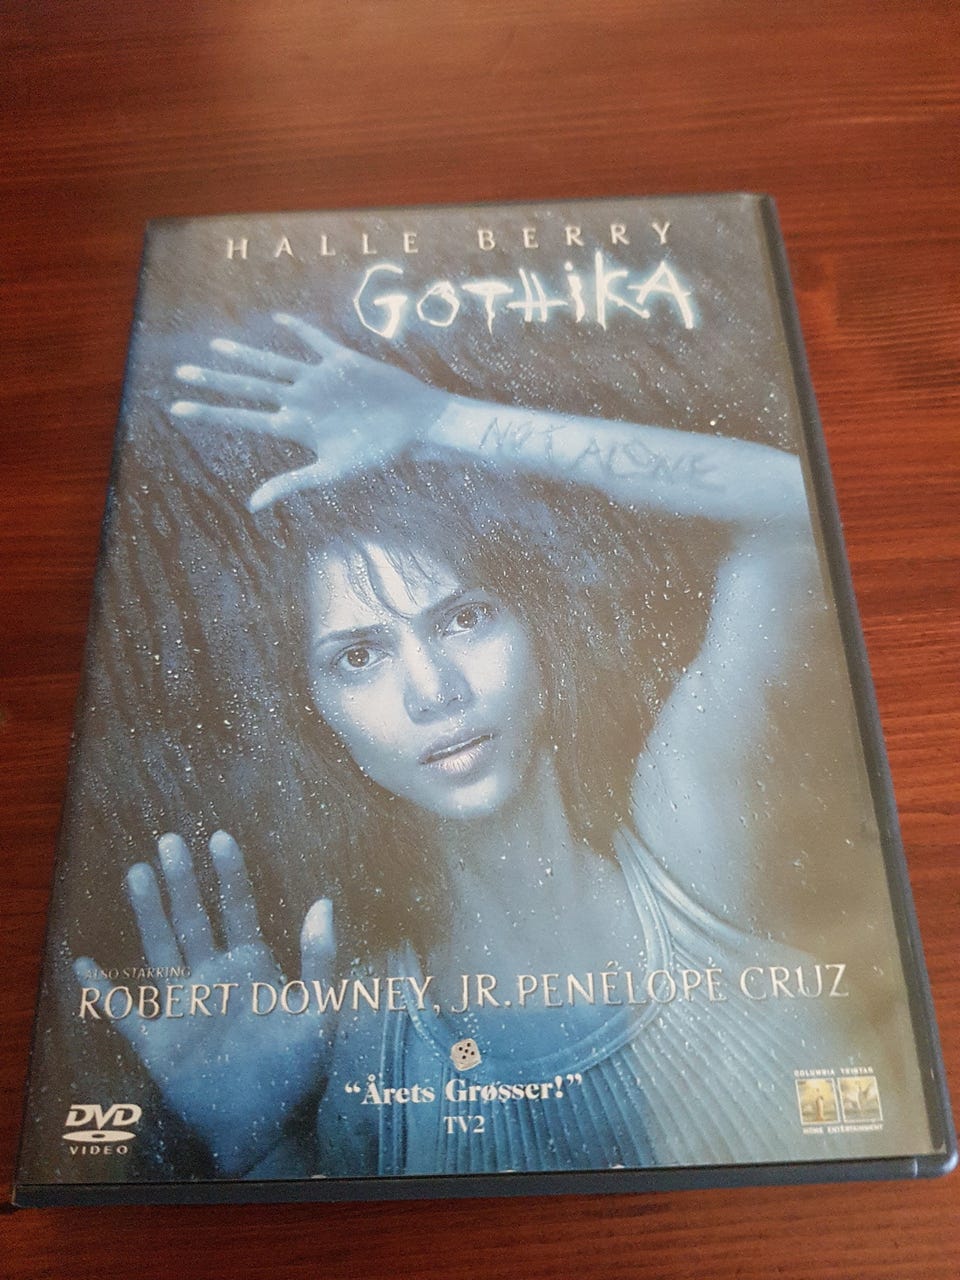 HALLE BERRY
GOTHiKA
NOT ALONE
ALSO STARRING
ROBERT DOWNEY, JR. PENÉLOPE CRUZ
“Årets Grøsser!”
TV2
DVD
VIDEO
COLUMBIA TRISTAR
HOME ENTERTAINMENT